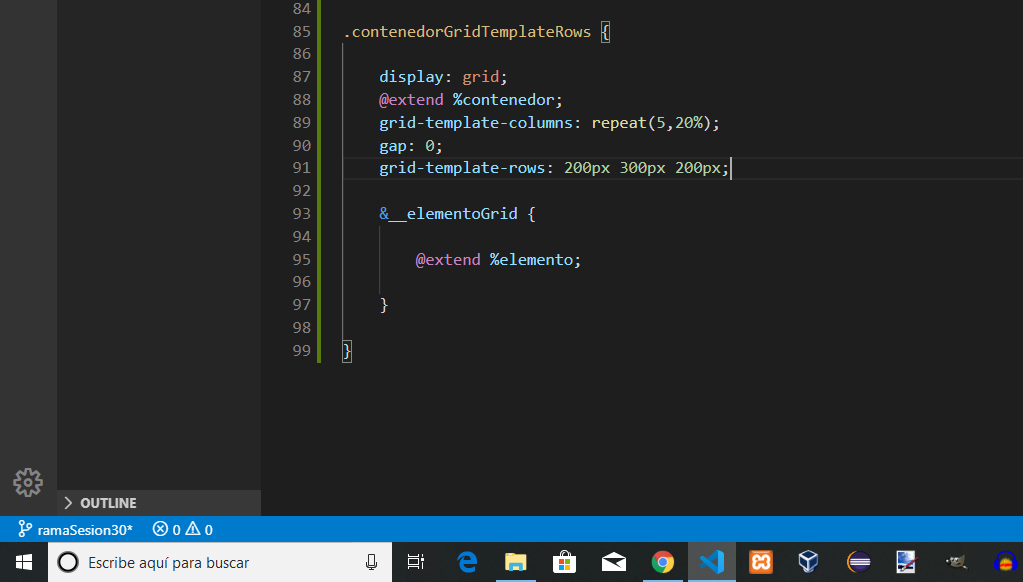 84
85 .contenedorGridTemplateRows {
86
87 display: grid;
88 @extend %contenedor;
89 grid-template-columns: repeat(5,20%);
90 gap: 0;
91 grid-template-rows: 200px 300px 200px;
92
93 &__elementoGrid {
94
95 @extend %elemento;
96
97 }
98
99 }
OUTLINE
ramaSesion30* 0 0
Escribe aquí para buscar